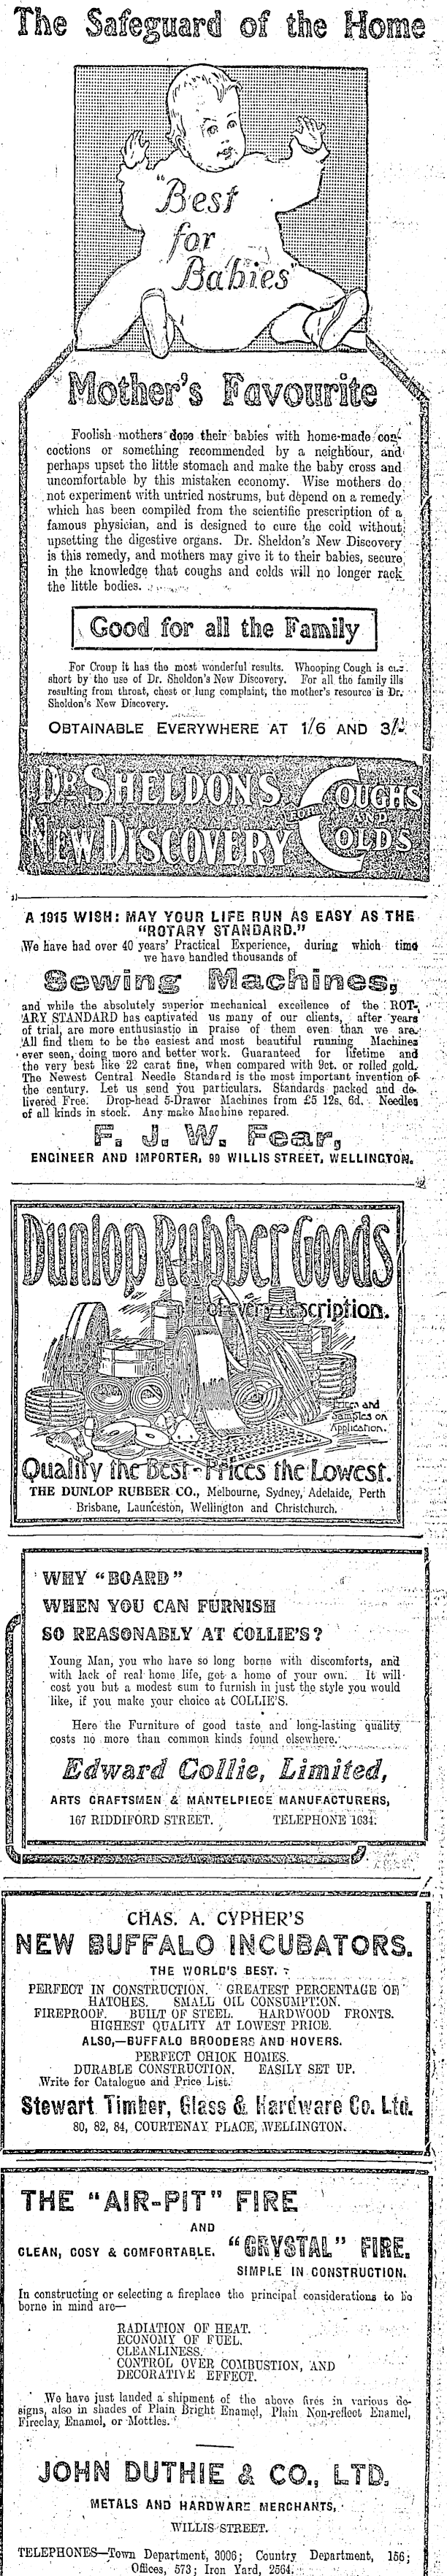 The Safeguard of the Home
"Best
for
Babies"
Mother's Favourite
Foolish mothers dose their babies with home-made con-
coctions or something recommended by a neighbour, and
perhaps upset the little stomach and make the baby cross and
uncomfortable by this mistaken economy. Wise mothers do
not experiment with untried nostrums, but depend on a remedy
which has been compiled from the scientific prescription of a
famous physician, and is designed to cure the cold without
upsetting the digestive organs. Dr. Sheldon's New Discovery
is this remedy, and mothers may give it to their babies, secure
in the knowledge that coughs and colds will no longer rack
the little bodies.
Good for all the Family
For Croup it has the most wonderful results. Whooping Cough is cut
short by the use of Dr. Sheldon's New Discovery. For all the family ills
resulting from throat, chest or lung complaint, the mother's resource is Dr.
Sheldon's New Discovery.
OBTAINABLE EVERYWHERE AT 1/6 AND 3/-
DR SHELDON'S
NEW DISCOVERY
FOR
COUGHS
AND
COLDS
A 1915 WISH: MAY YOUR LIFE RUN AS EASY AS THE
"ROTARY STANDARD."
We have had over 40 years' Practical Experience, during which time
we have handled thousands of
Sewing Machines,
and while the absolutely superior mechanical excellence of the ROT-
ARY STANDARD has captivated us many of our clients, after years
of trial, are more enthusiastic in praise of them even than we are.
All find them to be the easiest and most beautiful running Machines
ever seen, doing more and better work. Guaranteed for lifetime and
the very best like 22 carat fine, when compared with 9ct. or rolled gold.
The Newest Central Needle Standard is the most important invention of
the century. Let us send you particulars. Standards packed and de-
livered Free. Drop-head 5-Drawer Machines from £5 12s. 6d. Needles
of all kinds in stock. Any make Machine repared.
F. J. W. Fear,
ENGINEER AND IMPORTER, 99 WILLIS STREET, WELLINGTON.
Dunlop Rubber Goods
of every description.
Prices and
Samples on
Application.
Quality the Best - Prices the Lowest.
THE DUNLOP RUBBER CO., Melbourne, Sydney, Adelaide, Perth
Brisbane, Launceston, Wellington and Christchurch.
WHY "BOARD"
WHEN YOU CAN FURNISH
SO REASONABLY AT COLLIE'S?
Young Man, you who have so long borne with discomforts, and
with lack of real home life, get a home of your own. It will
cost you but a modest sum to furnish in just the style you would
like, if you make your choice at COLLIE'S.
Here the Furniture of good taste and long-lasting quality
costs no more than common kinds found elsewhere.
Edward Collie, Limited,
ARTS CRAFTSMEN & MANTELPIECE MANUFACTURERS,
167 RIDDIFORD STREET. TELEPHONE 1634.
CHAS. A. CYPHER'S
NEW BUFFALO INCUBATORS.
THE WORLD'S BEST.
PERFECT IN CONSTRUCTION. GREATEST PERCENTAGE OF
HATCHES. SMALL OIL CONSUMPTION.
FIREPROOF. BUILT OF STEEL. HARDWOOD FRONTS.
HIGHEST QUALITY AT LOWEST PRICE.
ALSO,—BUFFALO BROODERS AND HOVERS.
PERFECT CHICK HOMES.
DURABLE CONSTRUCTION. EASILY SET UP.
Write for Catalogue and Price List.
Stewart Timber, Glass & Hardware Co. Ltd.
80, 82, 84, COURTENAY PLACE, WELLINGTON.
THE "AIR-PIT" FIRE
AND
CLEAN, COSY & COMFORTABLE. "CRYSTAL" FIRE.
SIMPLE IN CONSTRUCTION.
In constructing or selecting a fireplace the principal considerations to be
borne in mind are—
RADIATION OF HEAT.
ECONOMY OF FUEL.
CLEANLINESS.
CONTROL OVER COMBUSTION, AND
DECORATIVE EFFECT.
We have just landed a shipment of the above fires in various de-
signs, also in shades of Plain Bright Enamel, Plain Non-reflect Enamel,
Fireclay, Enamel, or Mottles.
JOHN DUTHIE & CO., LTD.
METALS AND HARDWARE MERCHANTS,
WILLIS STREET.
TELEPHONES—Town Department, 3006; Country Department, 156;
Offices, 573; Iron Yard, 2564.